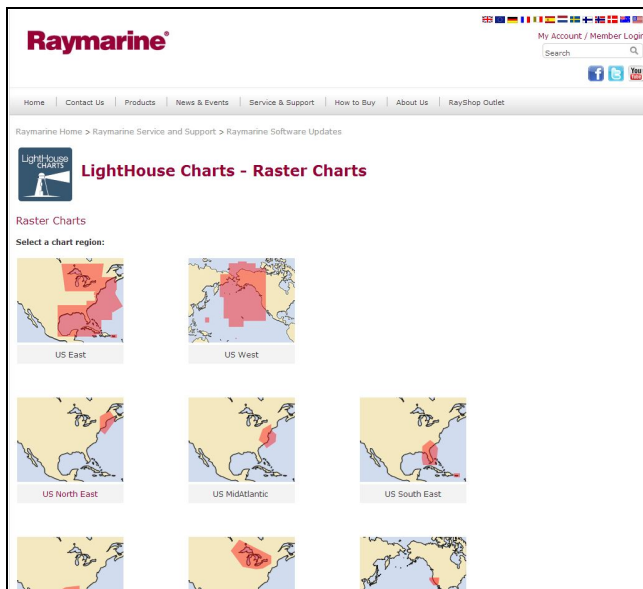 Raymarine®
My Account / Member Login
Search
f You
Home | Contact Us | Products | News & Events | Service & Support | How to Buy | About Us | RayShop Outlet
Raymarine Home > Raymarine Service and Support > Raymarine Software Updates
LightHouse
CHARTS
LightHouse Charts - Raster Charts
Raster Charts
Select a chart region:
US East
US West
US North East
US MidAtlantic
US South East